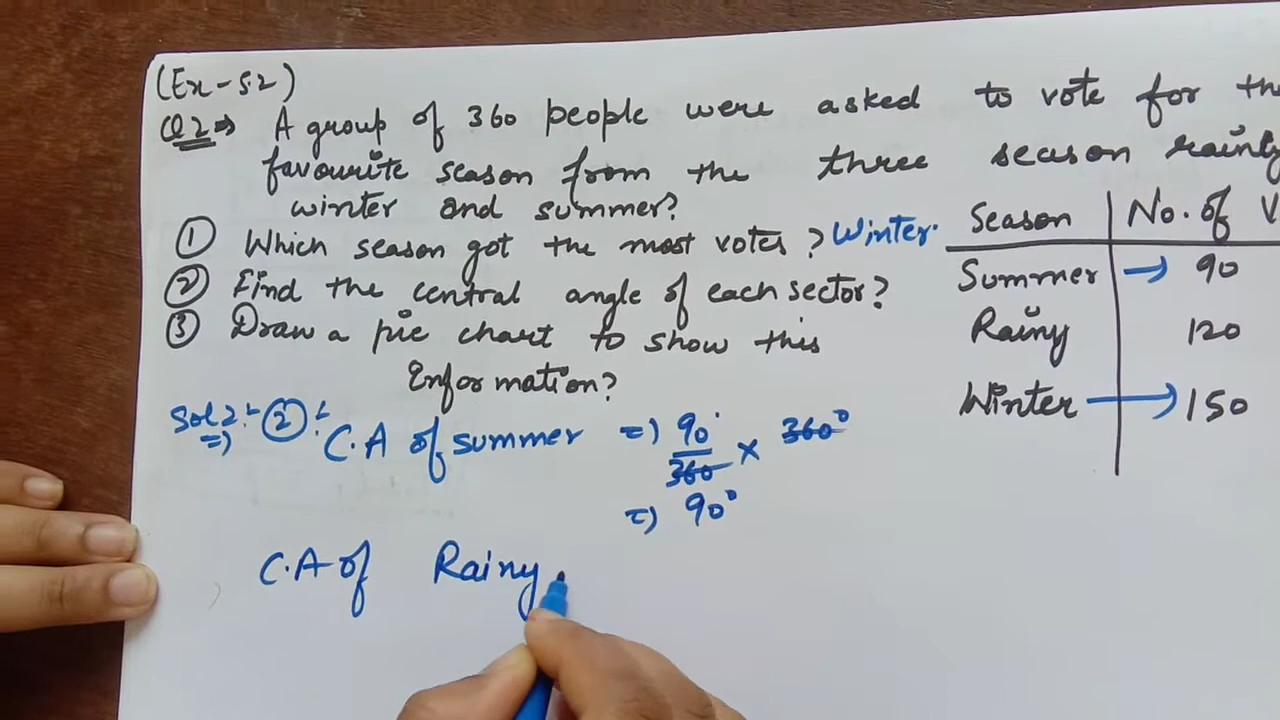 (Ex-5.2)
Q2⇒ A group of 360 people were asked to vote for the
favourite season from the three season rainy
winter and summer?
① Which season got the most votes? Winter.
② Find the central angle of each sector?
③ Draw a pie chart to show this
Information?
Season No. of V
Summer → 90
Rainy 120
Winter → 150
Sol2:- ②:-
⇒) C.A of summer =) 90°/360 × 360°
=) 90°
C.A of Rainy